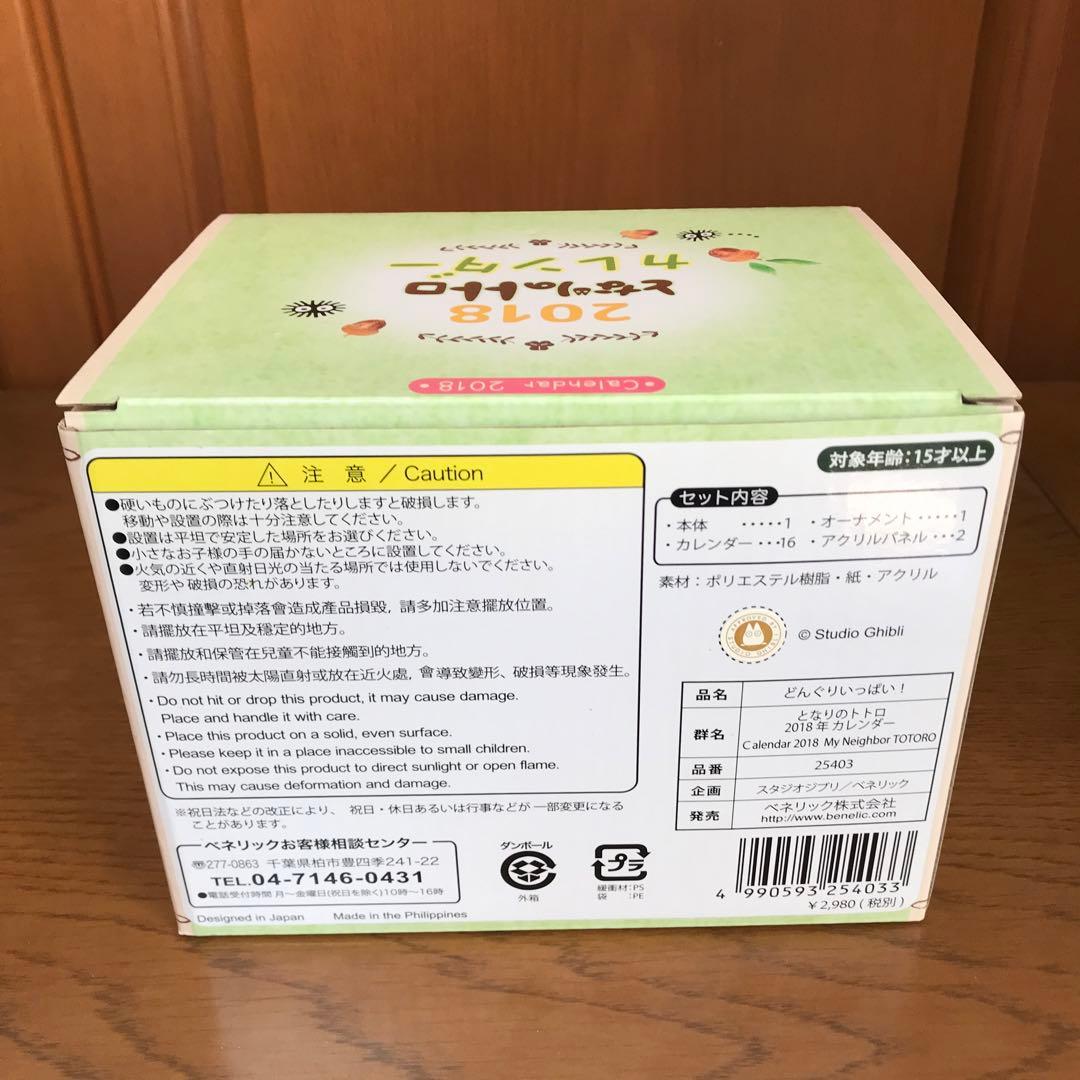 カレンダー
となりのトトロ
2018
•Calendar 2018•
対象年齢：15才以上
注 意 / Caution
●硬いものにぶつけたり落としたりしますと破損します。
移動や設置の際は十分注意してください。
●設置は平坦で安定した場所をお選びください。
●小さなお子様の手の届かないところに設置してください。
●火気の近くや直射日光の当たる場所では使用しないでください。
変形や破損の恐れがあります。
・若不慎撞擊或掉落會造成產品損毀, 請多加注意擺放位置。
・請擺放在平坦及穩定的地方。
・請擺放和保管在兒童不能接觸到的地方。
・請勿長時間被太陽直射或放在近火處, 會導致變形、破損等現象發生。
・Do not hit or drop this product, it may cause damage.
Place and handle it with care.
・Place this product on a solid, even surface.
・Please keep it in a place inaccessible to small children.
・Do not expose this product to direct sunlight or open flame.
This may cause deformation and damage.
※祝日法などの改正により、 祝日・休日あるいは行事などが一部変更になる
ことがあります。
ベネリックお客様相談センター
〠277-0863 千葉県柏市豊四季241-22
TEL.04-7146-0431
●電話受付時間 月～金曜日(祝日を除く)10時～16時
Designed in Japan Made in the Philippines
セット内容
・本体 ･････1 ・オーナメント･････1
・カレンダー ･･･16 ・アクリルパネル ･･･2
素材：ポリエステル樹脂・紙・アクリル
APPROVED BY STUDIO GHIBLI
© Studio Ghibli
品名 どんぐりいっぱい！
群名 となりのトトロ
2018年 カレンダー
Calendar 2018 My Neighbor TOTORO
品番 25403
企画 スタジオジブリ／ベネリック
発売 ベネリック株式会社
http://www.benelic.com
ダンボール
外箱
プラ
緩衝材:PS
袋 :PE
4 990593 254033
￥2,980 ( 税別 )